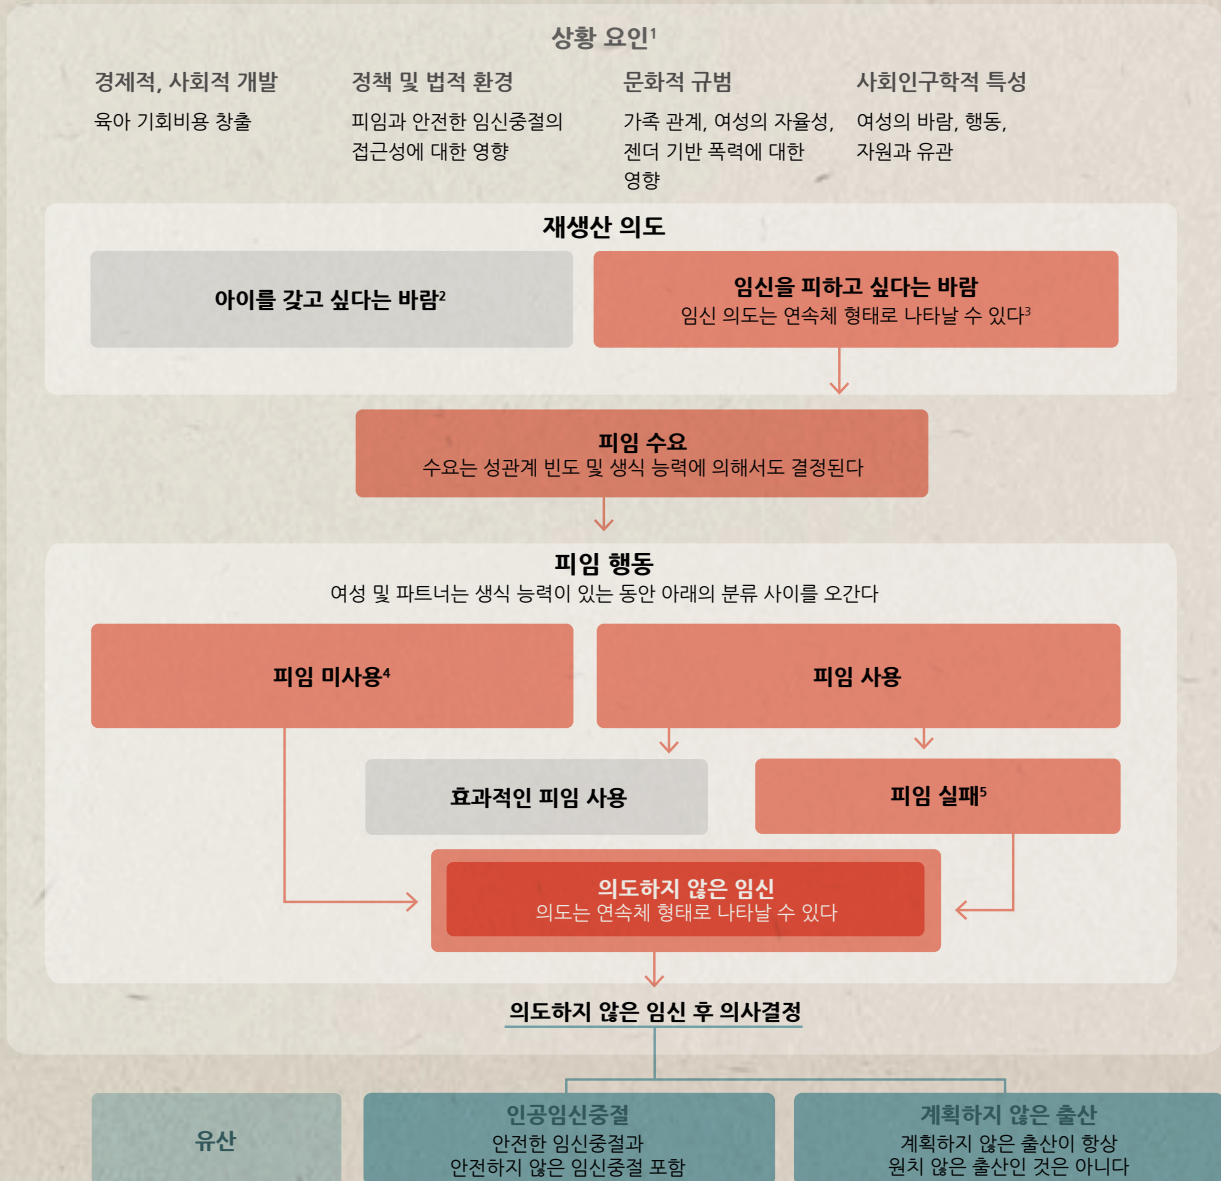 상황 요인¹
경제적, 사회적 개발
육아 기회비용 창출
정책 및 법적 환경
피임과 안전한 임신중절의
접근성에 대한 영향
문화적 규범
가족 관계, 여성의 자율성,
젠더 기반 폭력에 대한
영향
사회인구학적 특성
여성의 바람, 행동,
자원과 유관
재생산 의도
아이를 갖고 싶다는 바람²
임신을 피하고 싶다는 바람
임신 의도는 연속체 형태로 나타날 수 있다³
피임 수요
수요는 성관계 빈도 및 생식 능력에 의해서도 결정된다
피임 행동
여성 및 파트너는 생식 능력이 있는 동안 아래의 분류 사이를 오간다
피임 미사용⁴
피임 사용
효과적인 피임 사용
피임 실패⁵
의도하지 않은 임신
의도는 연속체 형태로 나타날 수 있다
의도하지 않은 임신 후 의사결정
유산
인공임신중절
안전한 임신중절과
안전하지 않은 임신중절 포함
계획하지 않은 출산
계획하지 않은 출산이 항상
원치 않은 출산인 것은 아니다